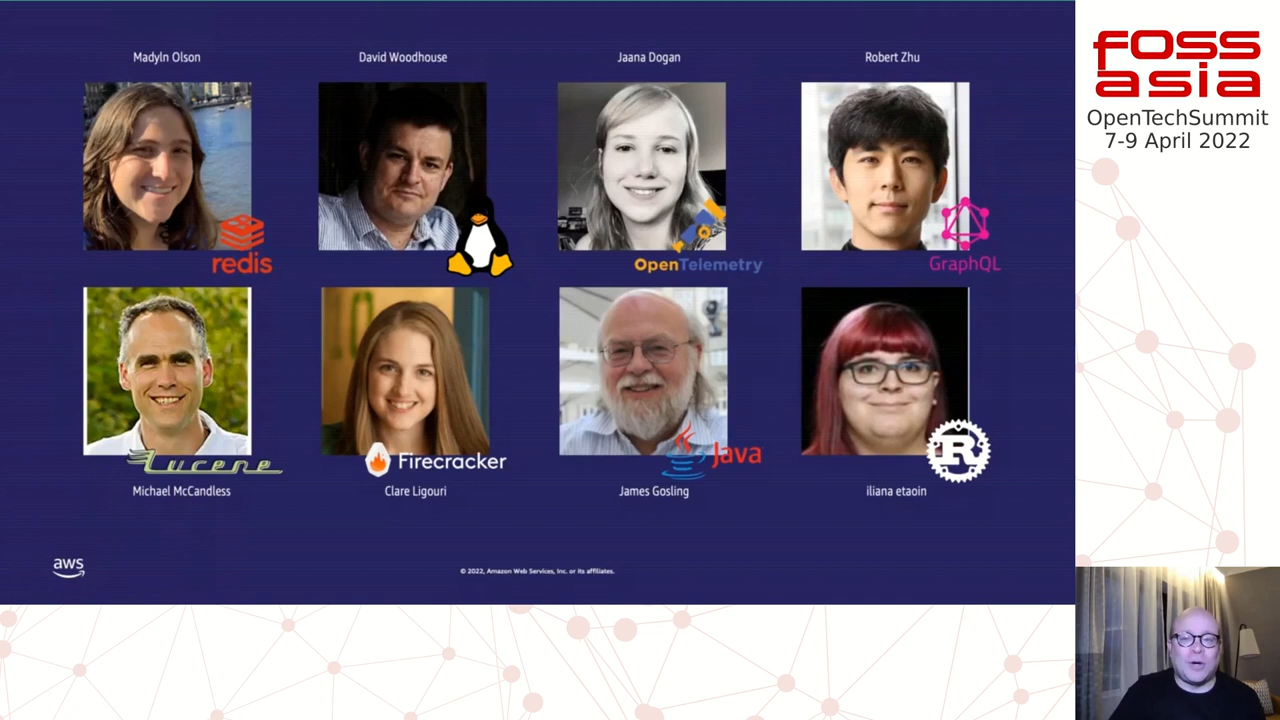 Madyln Olson
David Woodhouse
Jaana Dogan
Robert Zhu
redis
OpenTelemetry
GraphQL
Lucene
Firecracker
Java
R
Michael McCandless
Clare Ligouri
James Gosling
iliana etaoin
aws
© 2022, Amazon Web Services, Inc. or its affiliates.
FOSS
asia
OpenTechSummit
7-9 April 2022